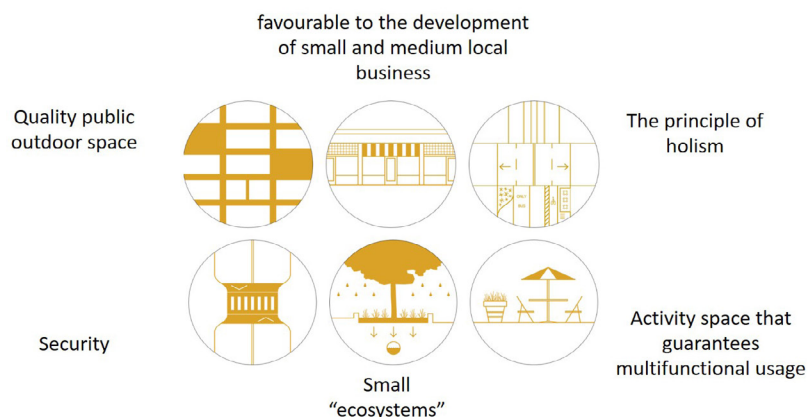 favourable to the development
of small and medium local
business
Quality public
outdoor space
The principle of
holism
Security
Small
“ecosystems”
Activity space that
guarantees
multifunctional usage